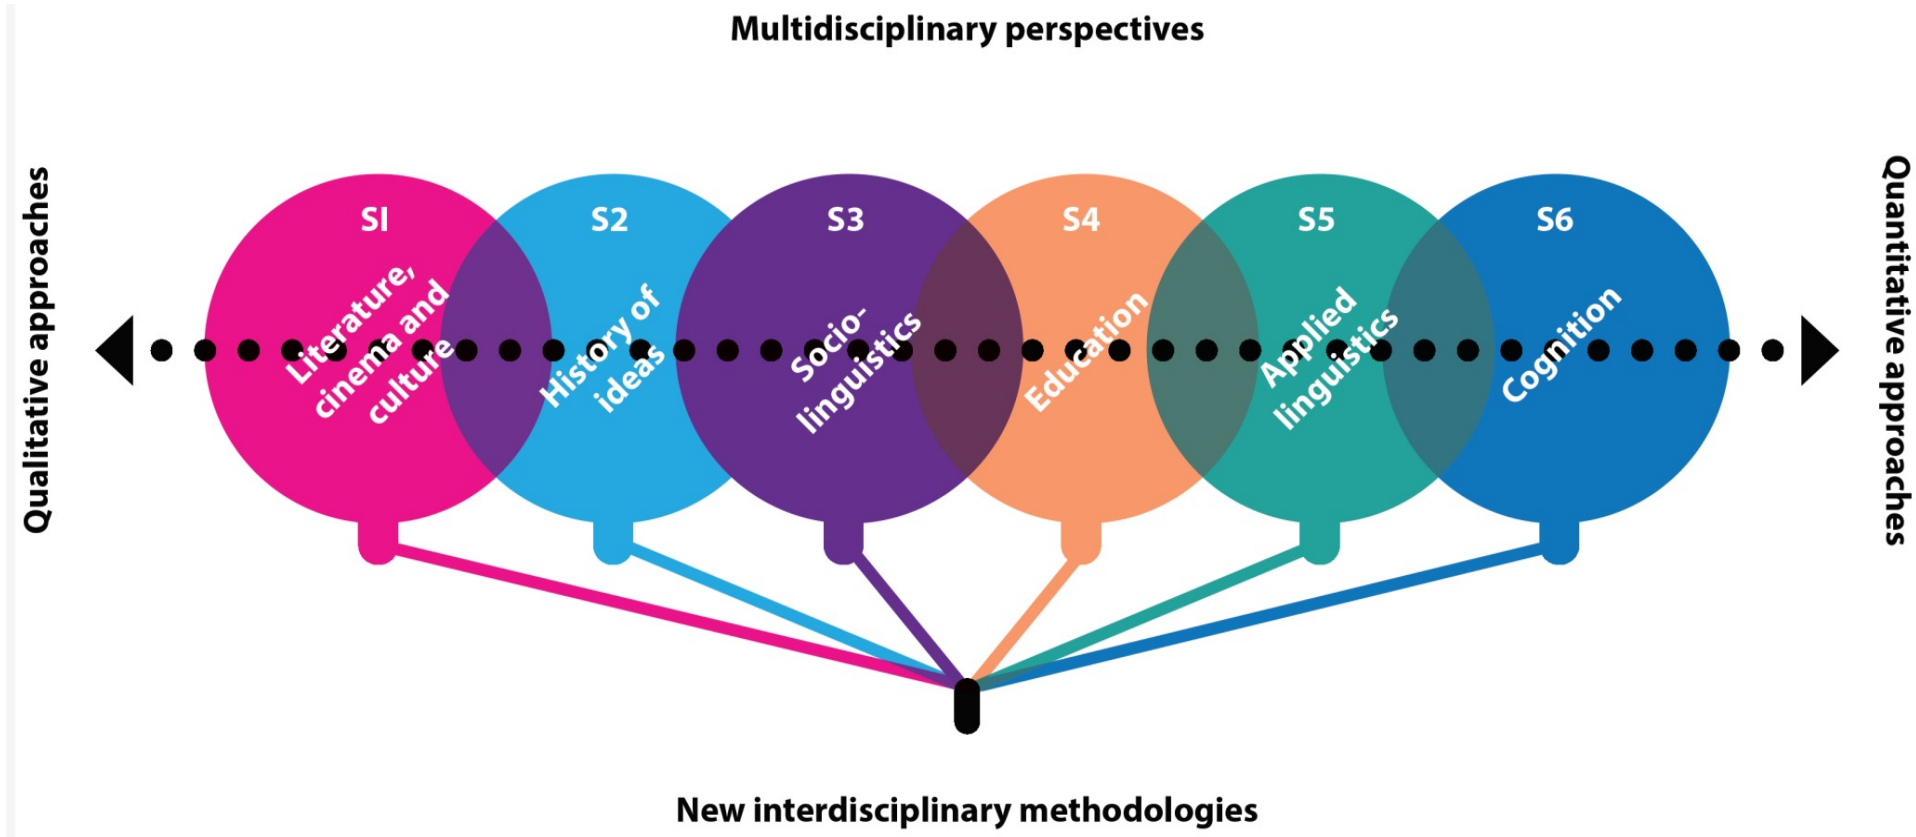 Multidisciplinary perspectives
Qualitative approaches
SI
Literature,
cinema and
culture
S2
History of
ideas
S3
Socio-
linguistics
S4
Education
S5
Applied
linguistics
S6
Cognition
Quantitative approaches
New interdisciplinary methodologies